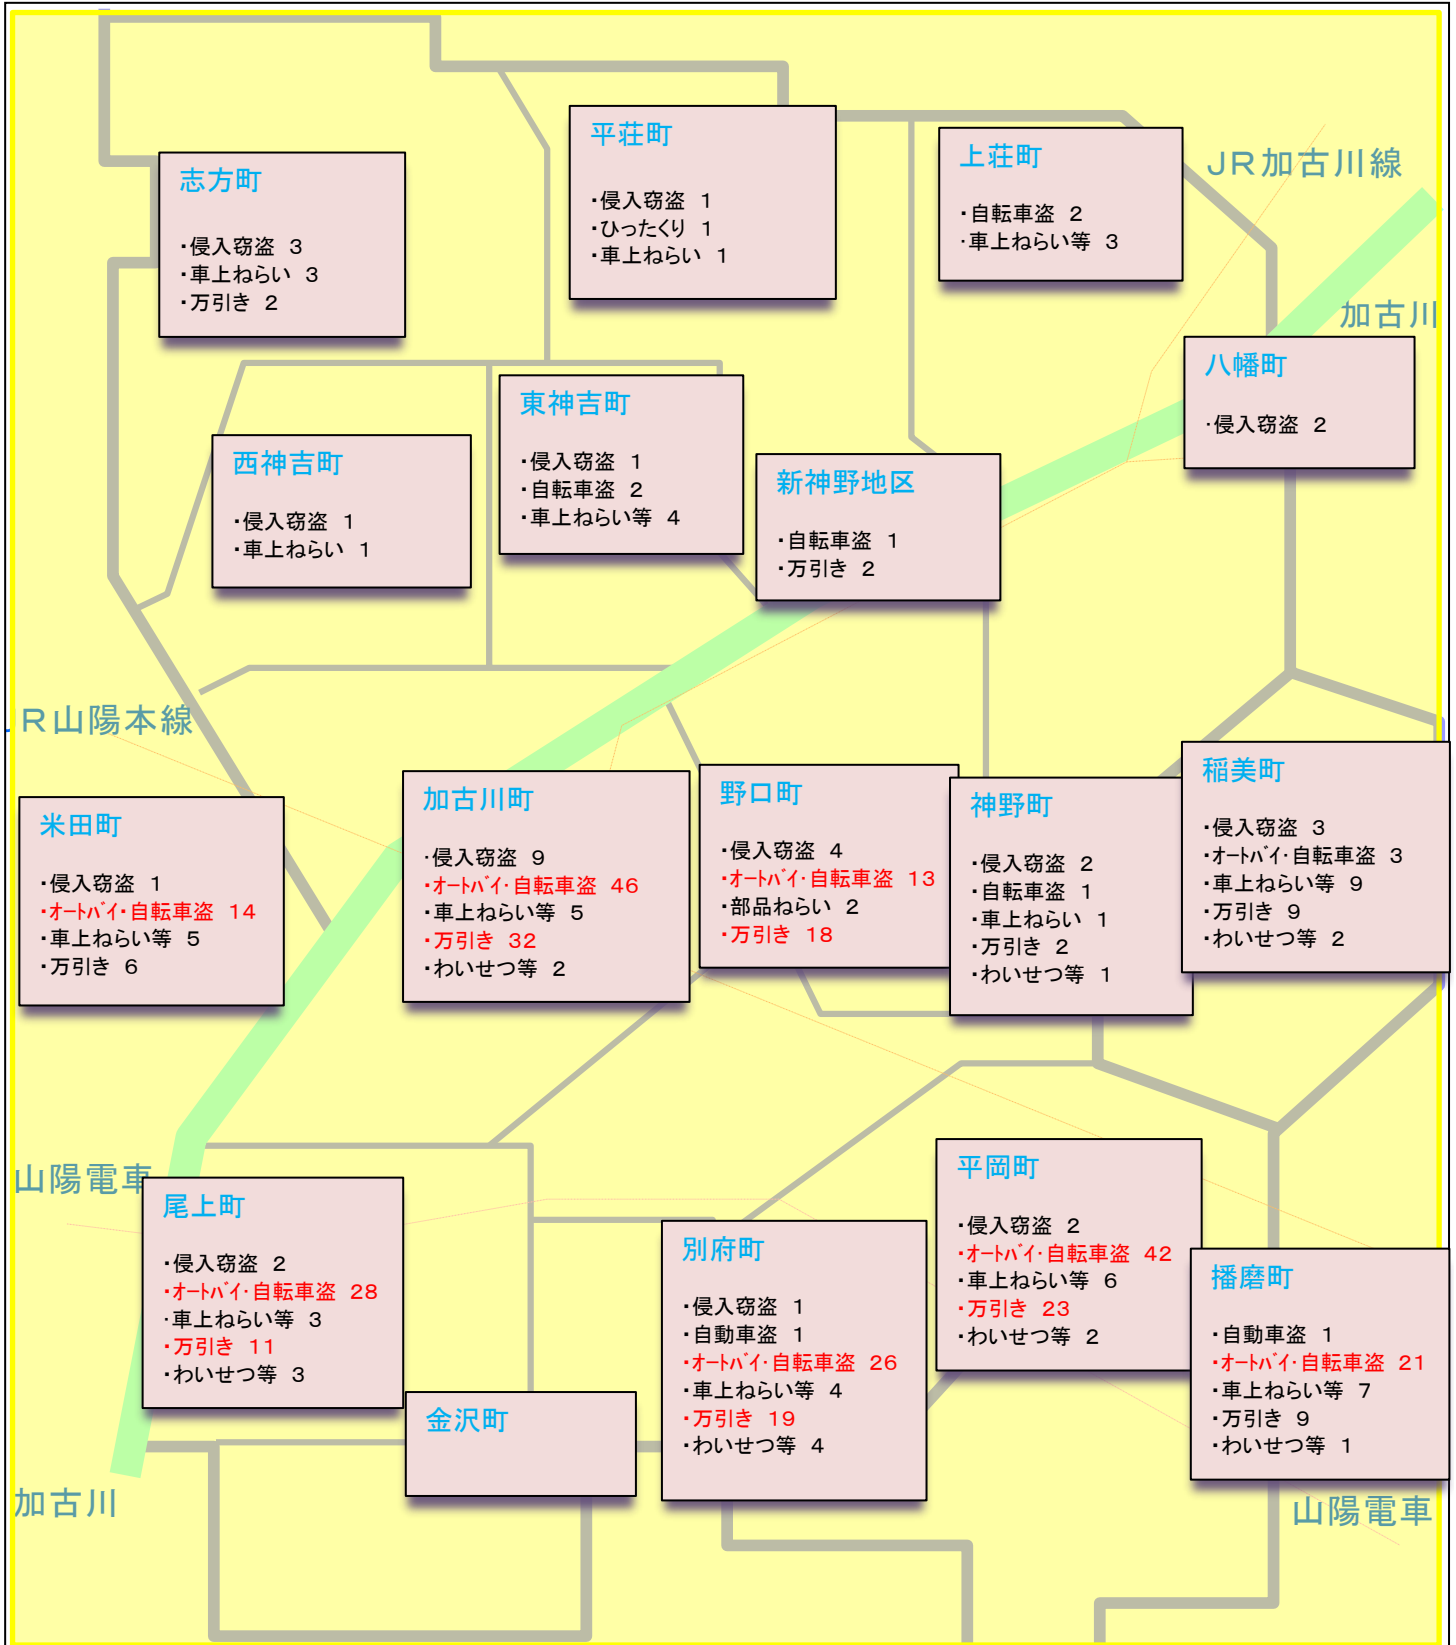 平荘町
・侵入窃盗 1
・ひったくり 1
・車上ねらい 1
上荘町
・自転車盗 2
・車上ねらい等 3
JR加古川線
志方町
・侵入窃盗 3
・車上ねらい 3
・万引き 2
加古川
八幡町
・侵入窃盗 2
東神吉町
・侵入窃盗 1
・自転車盗 2
・車上ねらい等 4
西神吉町
・侵入窃盗 1
・車上ねらい 1
新神野地区
・自転車盗 1
・万引き 2
JR山陽本線
米田町
・侵入窃盗 1
・オートバイ・自転車盗 14
・車上ねらい等 5
・万引き 6
加古川町
・侵入窃盗 9
・オートバイ・自転車盗 46
・車上ねらい等 5
・万引き 32
・わいせつ等 2
野口町
・侵入窃盗 4
・オートバイ・自転車盗 13
・部品ねらい 2
・万引き 18
神野町
・侵入窃盗 2
・自転車盗 1
・車上ねらい 1
・万引き 2
・わいせつ等 1
稲美町
・侵入窃盗 3
・オートバイ・自転車盗 3
・車上ねらい等 9
・万引き 9
・わいせつ等 2
山陽電車
尾上町
・侵入窃盗 2
・オートバイ・自転車盗 28
・車上ねらい等 3
・万引き 11
・わいせつ等 3
金沢町
別府町
・侵入窃盗 1
・自動車盗 1
・オートバイ・自転車盗 26
・車上ねらい等 4
・万引き 19
・わいせつ等 4
平岡町
・侵入窃盗 2
・オートバイ・自転車盗 42
・車上ねらい等 6
・万引き 23
・わいせつ等 2
播磨町
・自動車盗 1
・オートバイ・自転車盗 21
・車上ねらい等 7
・万引き 9
・わいせつ等 1
加古川
山陽電車